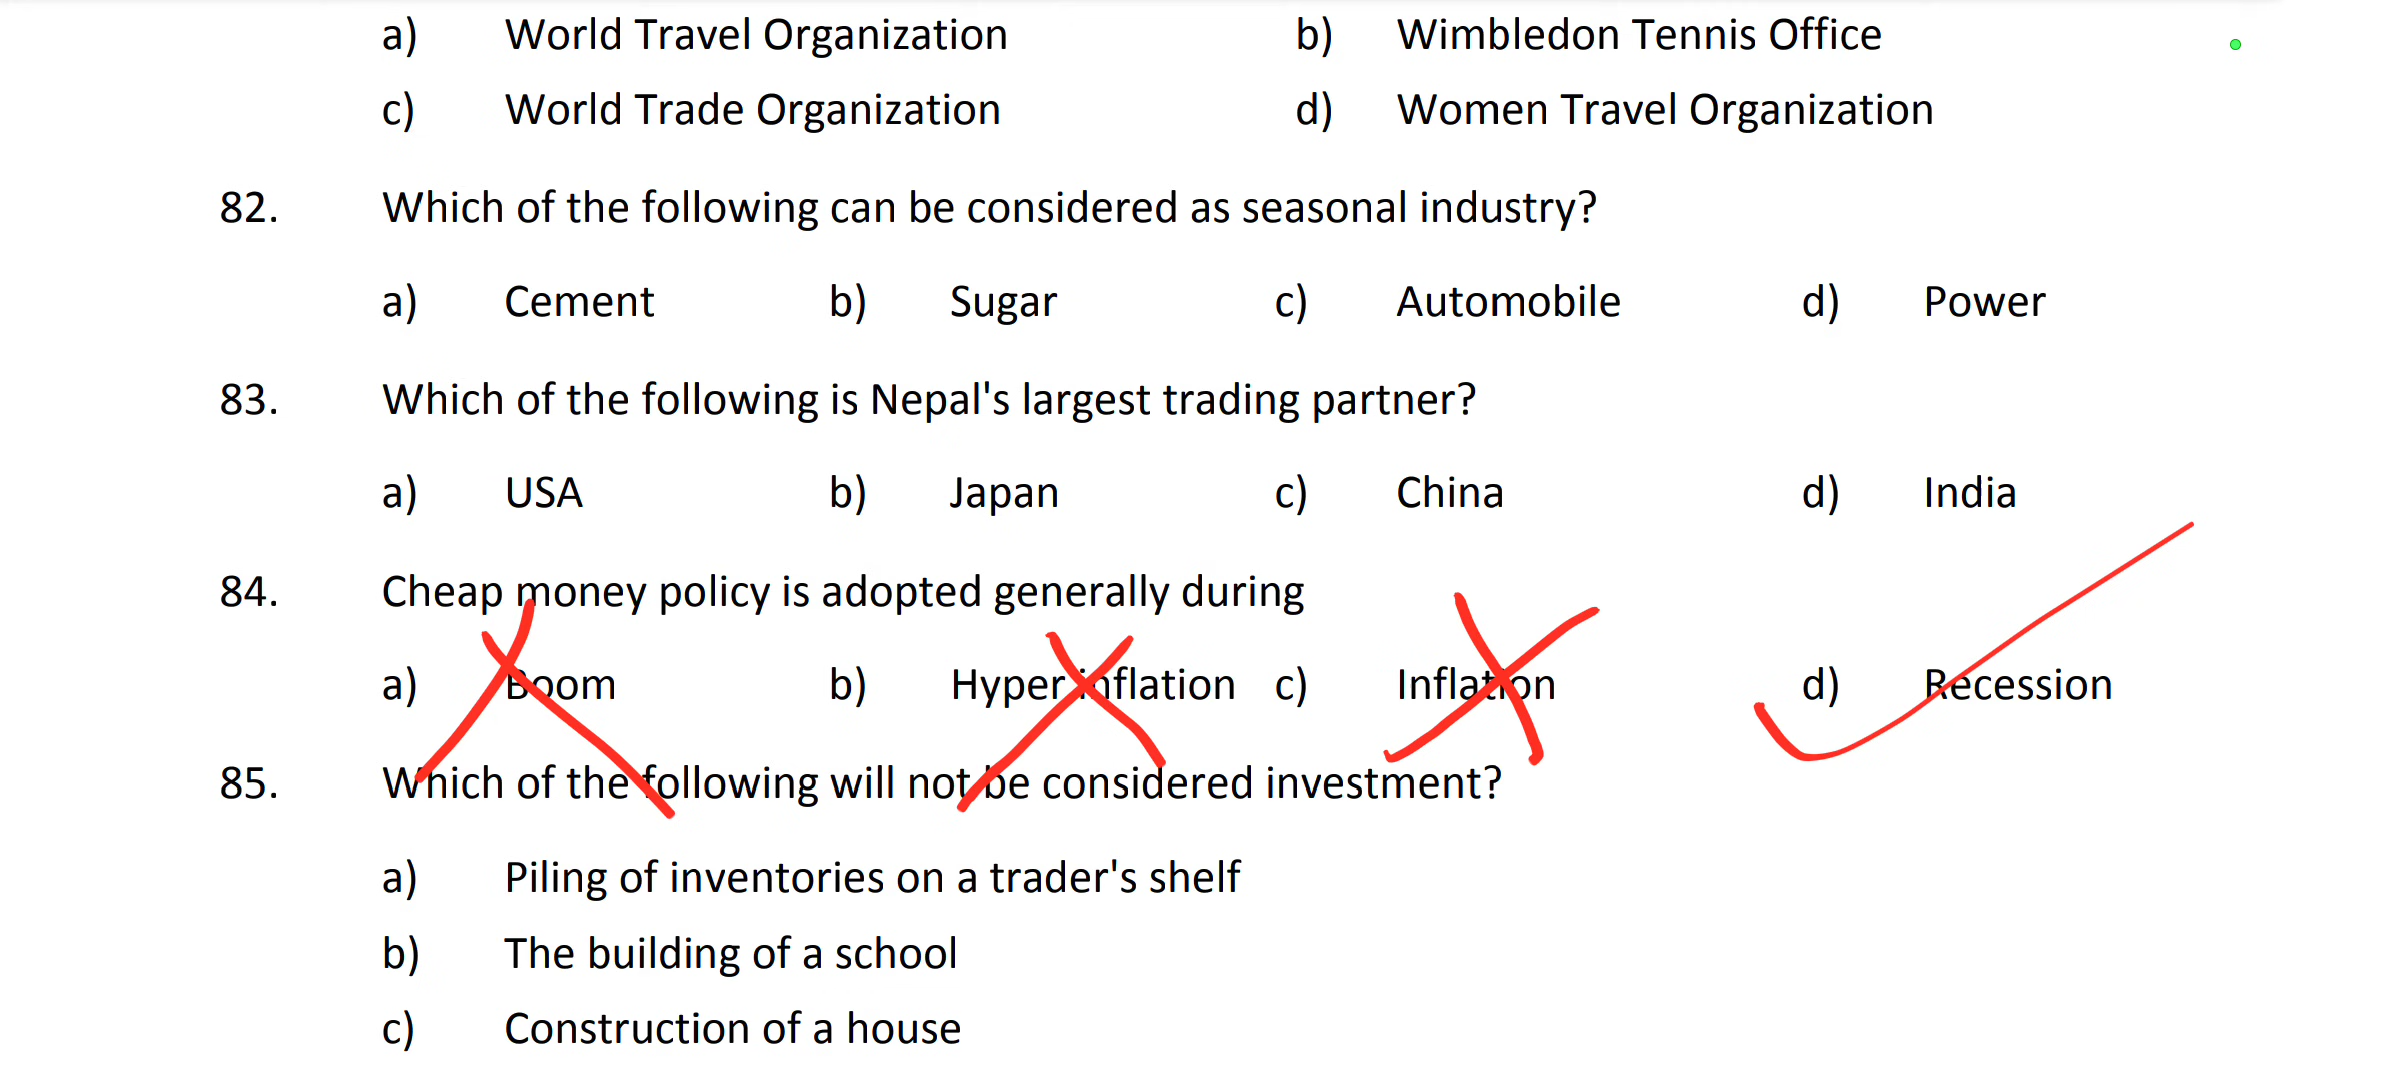 a) World Travel Organization b) Wimbledon Tennis Office
c) World Trade Organization d) Women Travel Organization
82. Which of the following can be considered as seasonal industry?
a) Cement b) Sugar c) Automobile d) Power
83. Which of the following is Nepal's largest trading partner?
a) USA b) Japan c) China d) India
84. Cheap money policy is adopted generally during
a) Boom b) Hyper inflation c) Inflation d) Recession
85. Which of the following will not be considered investment?
a) Piling of inventories on a trader's shelf
b) The building of a school
c) Construction of a house